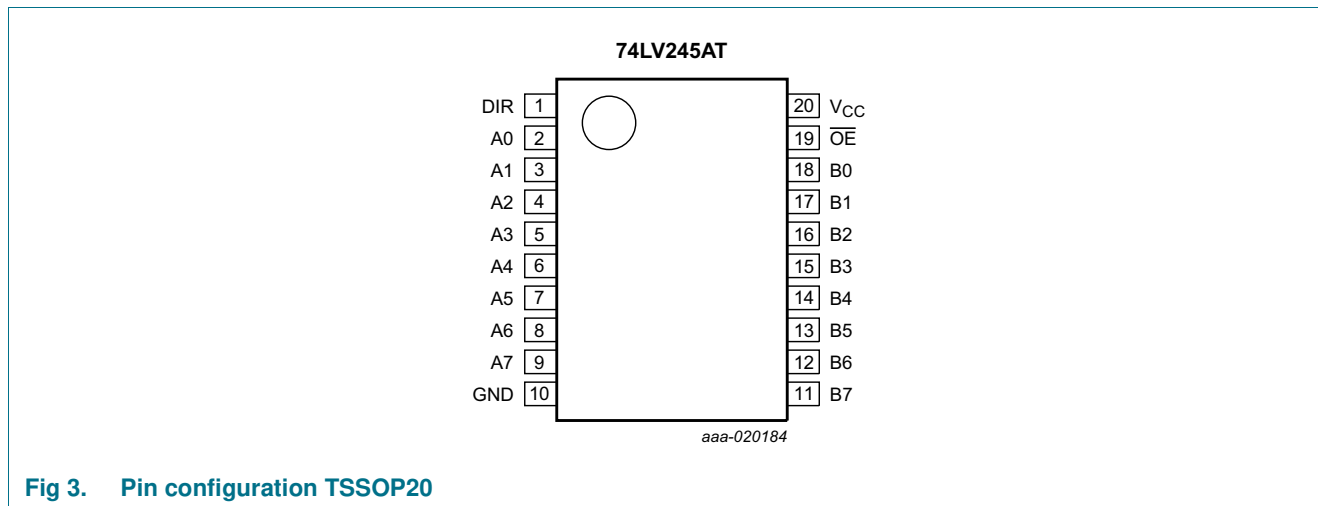 74LV245AT
DIR 1 20 VCC
A0 2 19 O̅E̅
A1 3 18 B0
A2 4 17 B1
A3 5 16 B2
A4 6 15 B3
A5 7 14 B4
A6 8 13 B5
A7 9 12 B6
GND 10 11 B7
aaa-020184
Fig 3. Pin configuration TSSOP20